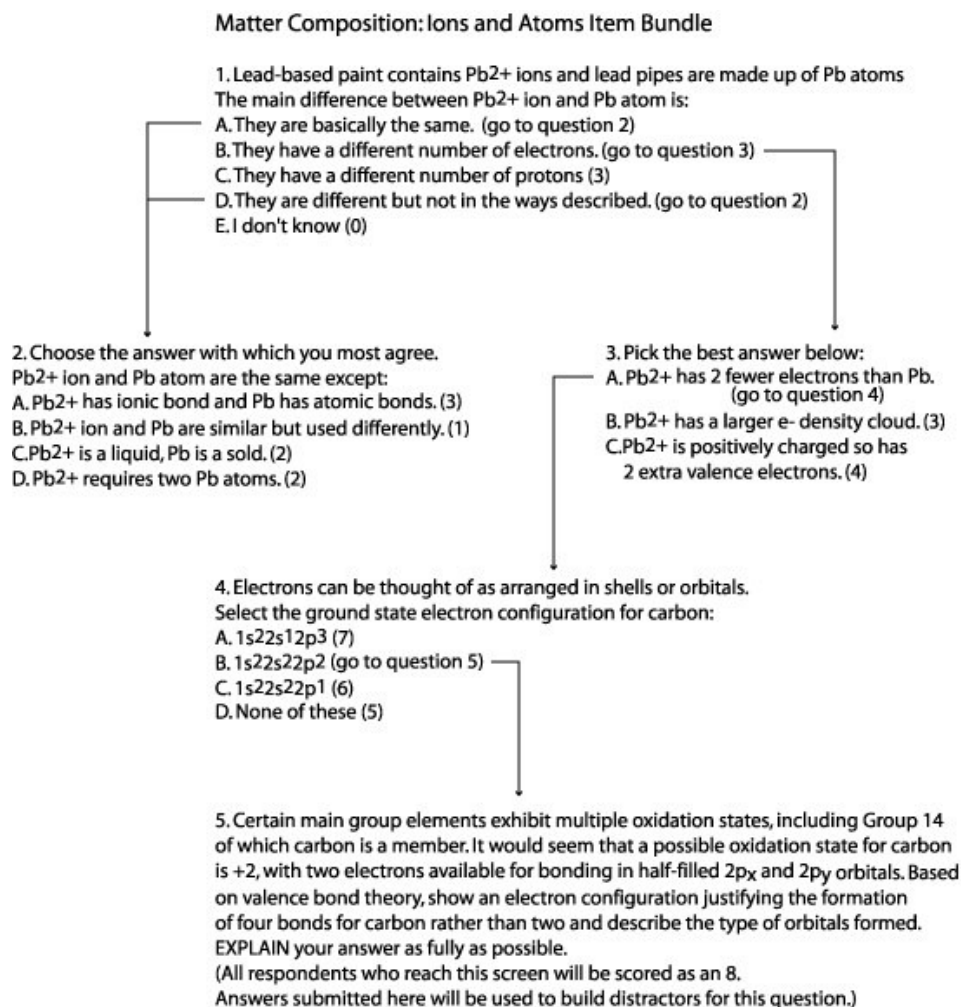 Matter Composition: Ions and Atoms Item Bundle
1. Lead-based paint contains Pb2+ ions and lead pipes are made up of Pb atoms
The main difference between Pb2+ ion and Pb atom is:
A. They are basically the same. (go to question 2)
B. They have a different number of electrons. (go to question 3)
C. They have a different number of protons (3)
D. They are different but not in the ways described. (go to question 2)
E. I don't know (0)
2. Choose the answer with which you most agree.
Pb2+ ion and Pb atom are the same except:
A. Pb2+ has ionic bond and Pb has atomic bonds. (3)
B. Pb2+ ion and Pb are similar but used differently. (1)
C. Pb2+ is a liquid, Pb is a sold. (2)
D. Pb2+ requires two Pb atoms. (2)
3. Pick the best answer below:
A. Pb2+ has 2 fewer electrons than Pb.
(go to question 4)
B. Pb2+ has a larger e- density cloud. (3)
C. Pb2+ is positively charged so has
2 extra valence electrons. (4)
4. Electrons can be thought of as arranged in shells or orbitals.
Select the ground state electron configuration for carbon:
A. 1s22s12p3 (7)
B. 1s22s22p2 (go to question 5)
C. 1s22s22p1 (6)
D. None of these (5)
5. Certain main group elements exhibit multiple oxidation states, including Group 14
of which carbon is a member. It would seem that a possible oxidation state for carbon
is +2, with two electrons available for bonding in half-filled 2px and 2py orbitals. Based
on valence bond theory, show an electron configuration justifying the formation
of four bonds for carbon rather than two and describe the type of orbitals formed.
EXPLAIN your answer as fully as possible.
(All respondents who reach this screen will be scored as an 8.
Answers submitted here will be used to build distractors for this question.)